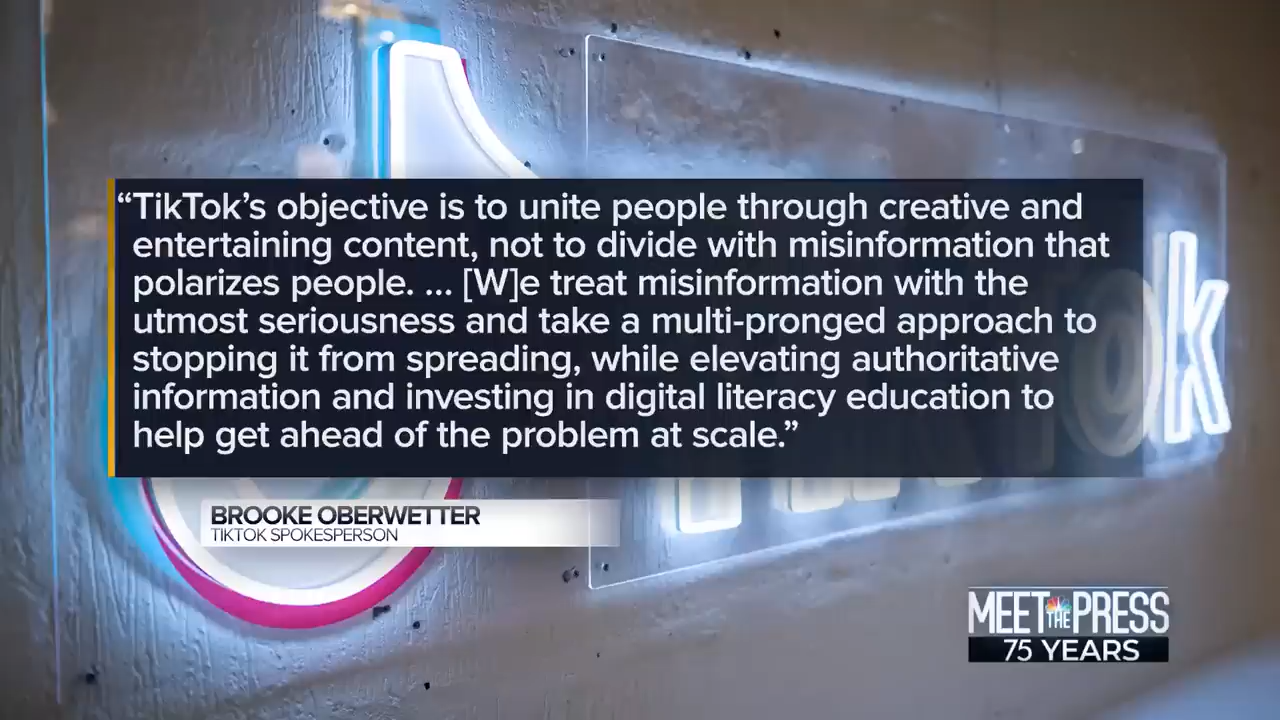 “TikTok’s objective is to unite people through creative and
entertaining content, not to divide with misinformation that
polarizes people. ... [W]e treat misinformation with the
utmost seriousness and take a multi-pronged approach to
stopping it from spreading, while elevating authoritative
information and investing in digital literacy education to
help get ahead of the problem at scale.”
BROOKE OBERWETTER
TIKTOK SPOKESPERSON
MEET THE PRESS
75 YEARS
ok